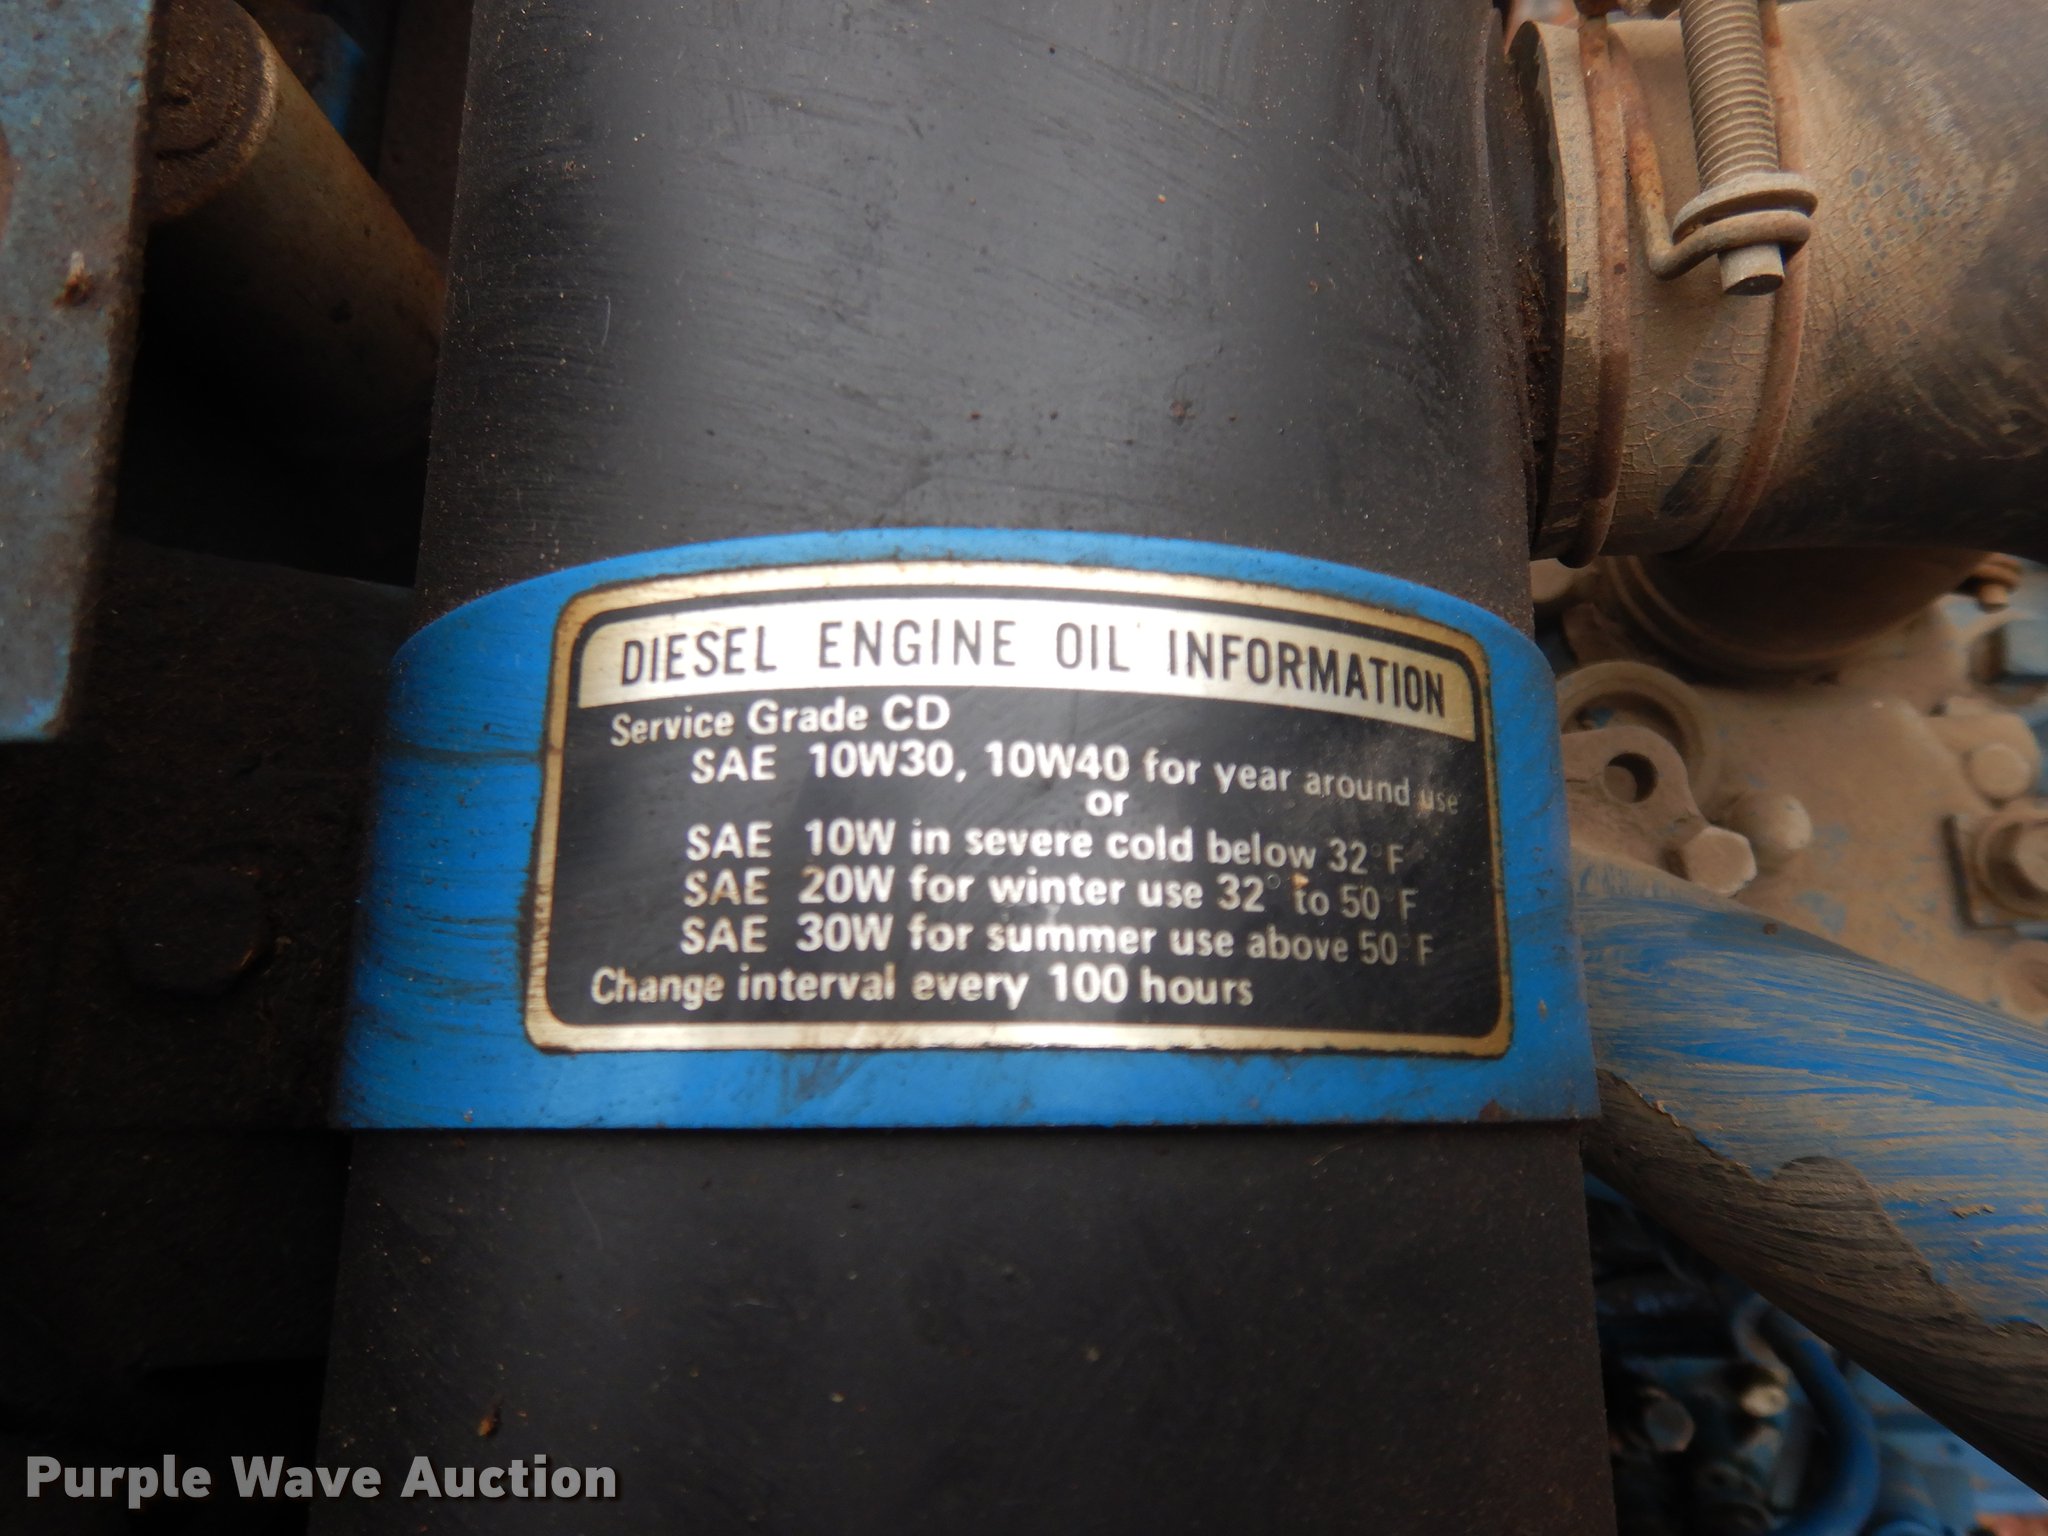 DIESEL ENGINE OIL INFORMATION
Service Grade CD
SAE 10W30, 10W40 for year around use
or
SAE 10W in severe cold below 32°F
SAE 20W for winter use 32° to 50°F
SAE 30W for summer use above 50°F
Change interval every 100 hours
Purple Wave Auction